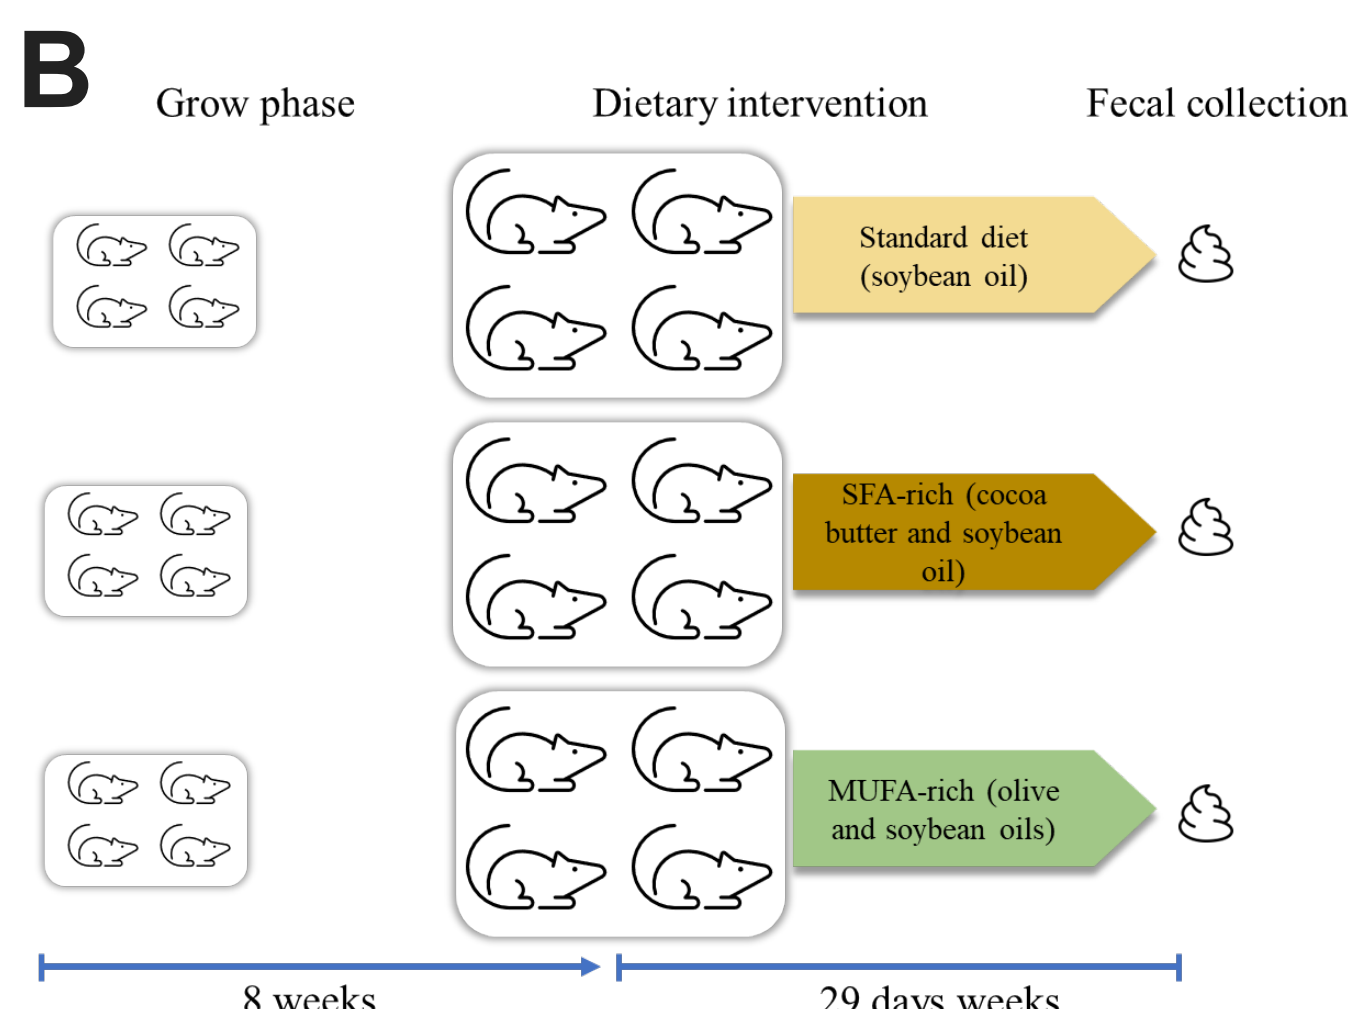 B
Grow phase
Dietary intervention
Fecal collection
Standard diet
(soybean oil)
SFA-rich (cocoa
butter and soybean
oil)
MUFA-rich (olive
and soybean oils)
8 weeks
29 days weeks